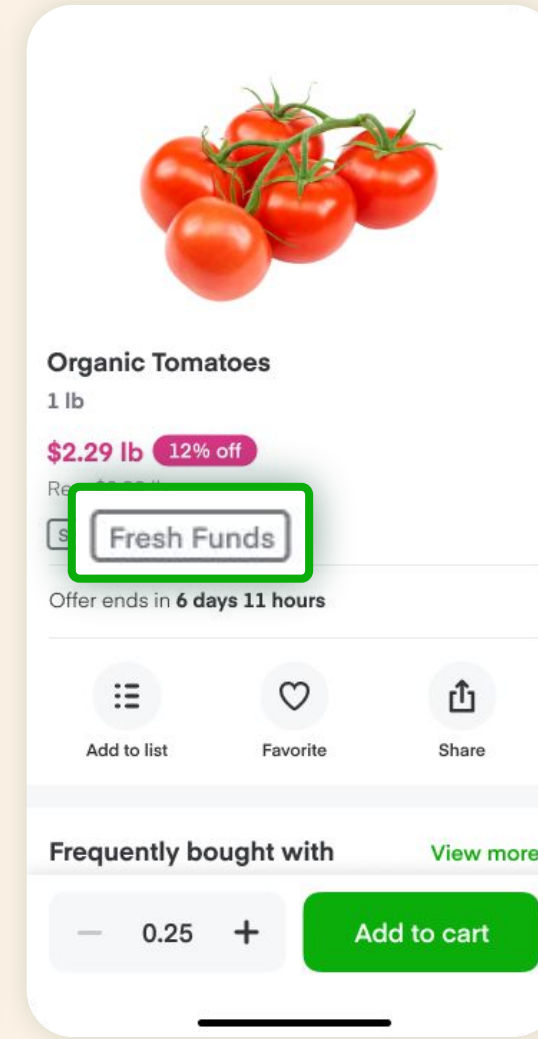 Organic Tomatoes
1 lb
$2.29 lb 12% off
Fresh Funds
Offer ends in 6 days 11 hours
Add to list Favorite Share
Frequently bought with View more
0.25 Add to cart